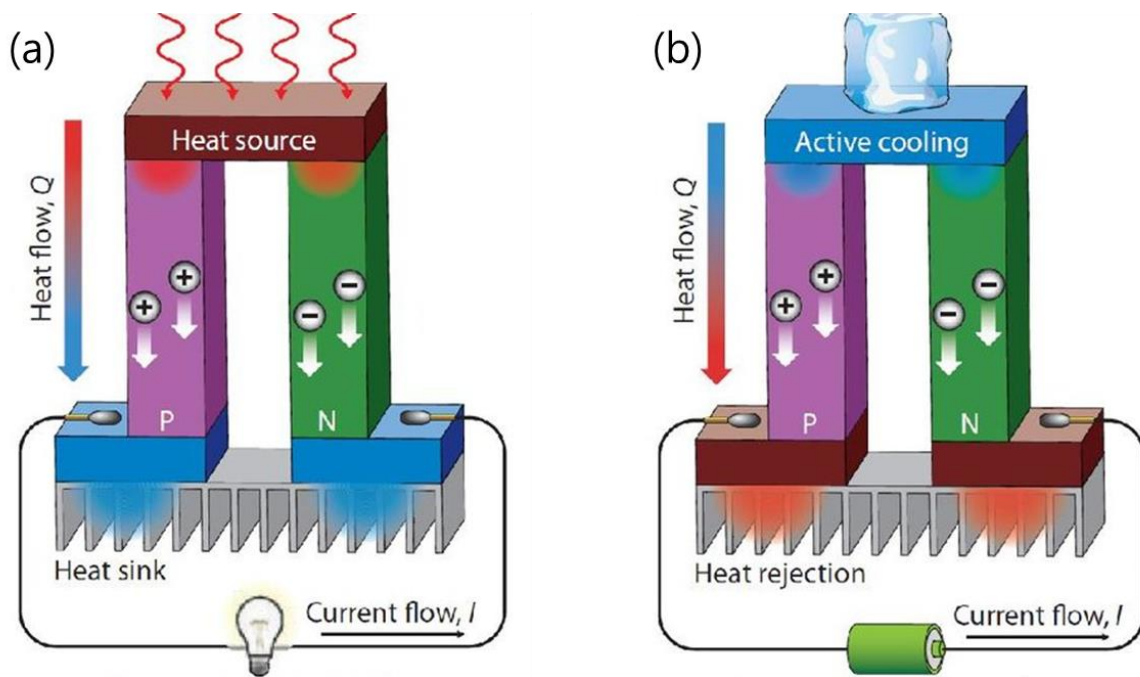 (a)
Heat source
Heat flow, Q
+
+
−
−
P
N
Heat sink
Current flow, I
(b)
Active cooling
Heat flow, Q
+
+
−
−
P
N
Heat rejection
Current flow, I